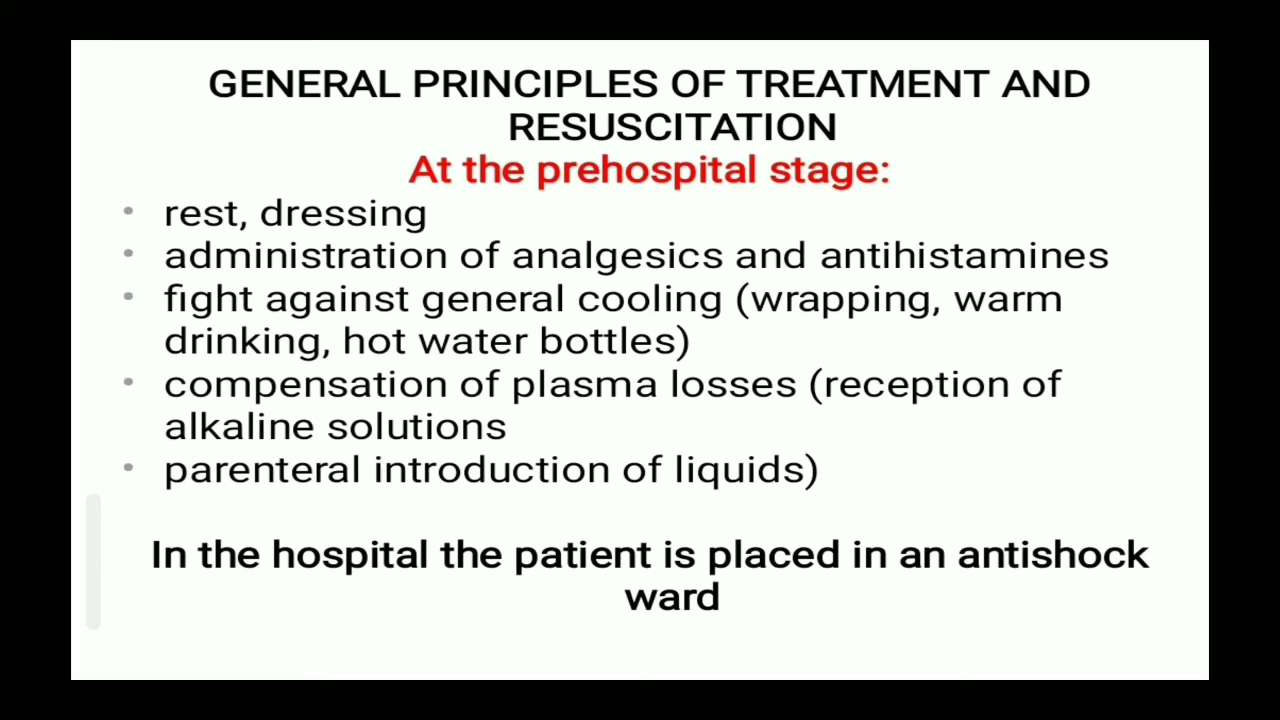 GENERAL PRINCIPLES OF TREATMENT AND
RESUSCITATION
At the prehospital stage:
• rest, dressing
• administration of analgesics and antihistamines
• fight against general cooling (wrapping, warm
drinking, hot water bottles)
• compensation of plasma losses (reception of
alkaline solutions
• parenteral introduction of liquids)
In the hospital the patient is placed in an antishock
ward